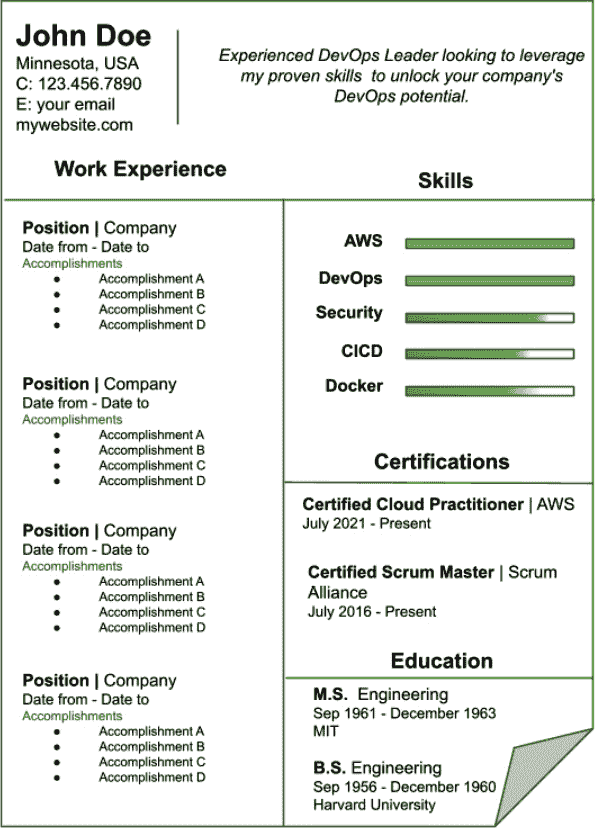 John Doe
Minnesota, USA
C: 123.456.7890
E: your email
mywebsite.com
Experienced DevOps Leader looking to leverage
my proven skills to unlock your company's
DevOps potential.
Work Experience
Position | Company
Date from - Date to
Accomplishments
● Accomplishment A
● Accomplishment B
● Accomplishment C
● Accomplishment D
Position | Company
Date from - Date to
Accomplishments
● Accomplishment A
● Accomplishment B
● Accomplishment C
● Accomplishment D
Position | Company
Date from - Date to
Accomplishments
● Accomplishment A
● Accomplishment B
● Accomplishment C
● Accomplishment D
Position | Company
Date from - Date to
Accomplishments
● Accomplishment A
● Accomplishment B
● Accomplishment C
● Accomplishment D
Skills
AWS
DevOps
Security
CICD
Docker
Certifications
Certified Cloud Practitioner | AWS
July 2021 - Present
Certified Scrum Master | Scrum
Alliance
July 2016 - Present
Education
M.S. Engineering
Sep 1961 - December 1963
MIT
B.S. Engineering
Sep 1956 - December 1960
Harvard University